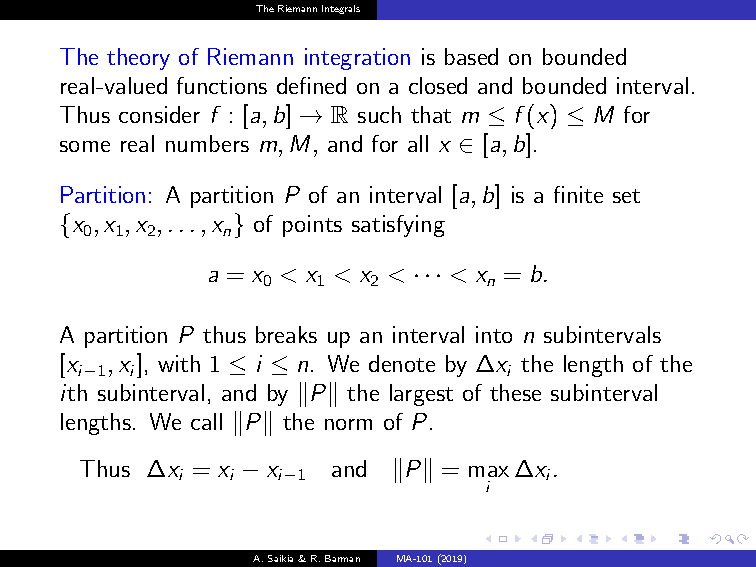 The Riemann Integrals
The theory of Riemann integration is based on bounded
real-valued functions defined on a closed and bounded interval.
Thus consider f : [a, b] → ℝ such that m ≤ f(x) ≤ M for
some real numbers m, M, and for all x ∈ [a, b].
Partition: A partition P of an interval [a, b] is a finite set
{x₀, x₁, x₂, . . . , xₙ} of points satisfying
a = x₀ < x₁ < x₂ < · · · < xₙ = b.
A partition P thus breaks up an interval into n subintervals
[xᵢ₋₁, xᵢ], with 1 ≤ i ≤ n. We denote by Δxᵢ the length of the
ith subinterval, and by ‖P‖ the largest of these subinterval
lengths. We call ‖P‖ the norm of P.
Thus Δxᵢ = xᵢ − xᵢ₋₁ and ‖P‖ = max Δxᵢ.
i
A. Saikia & R. Barman MA-101 (2019)